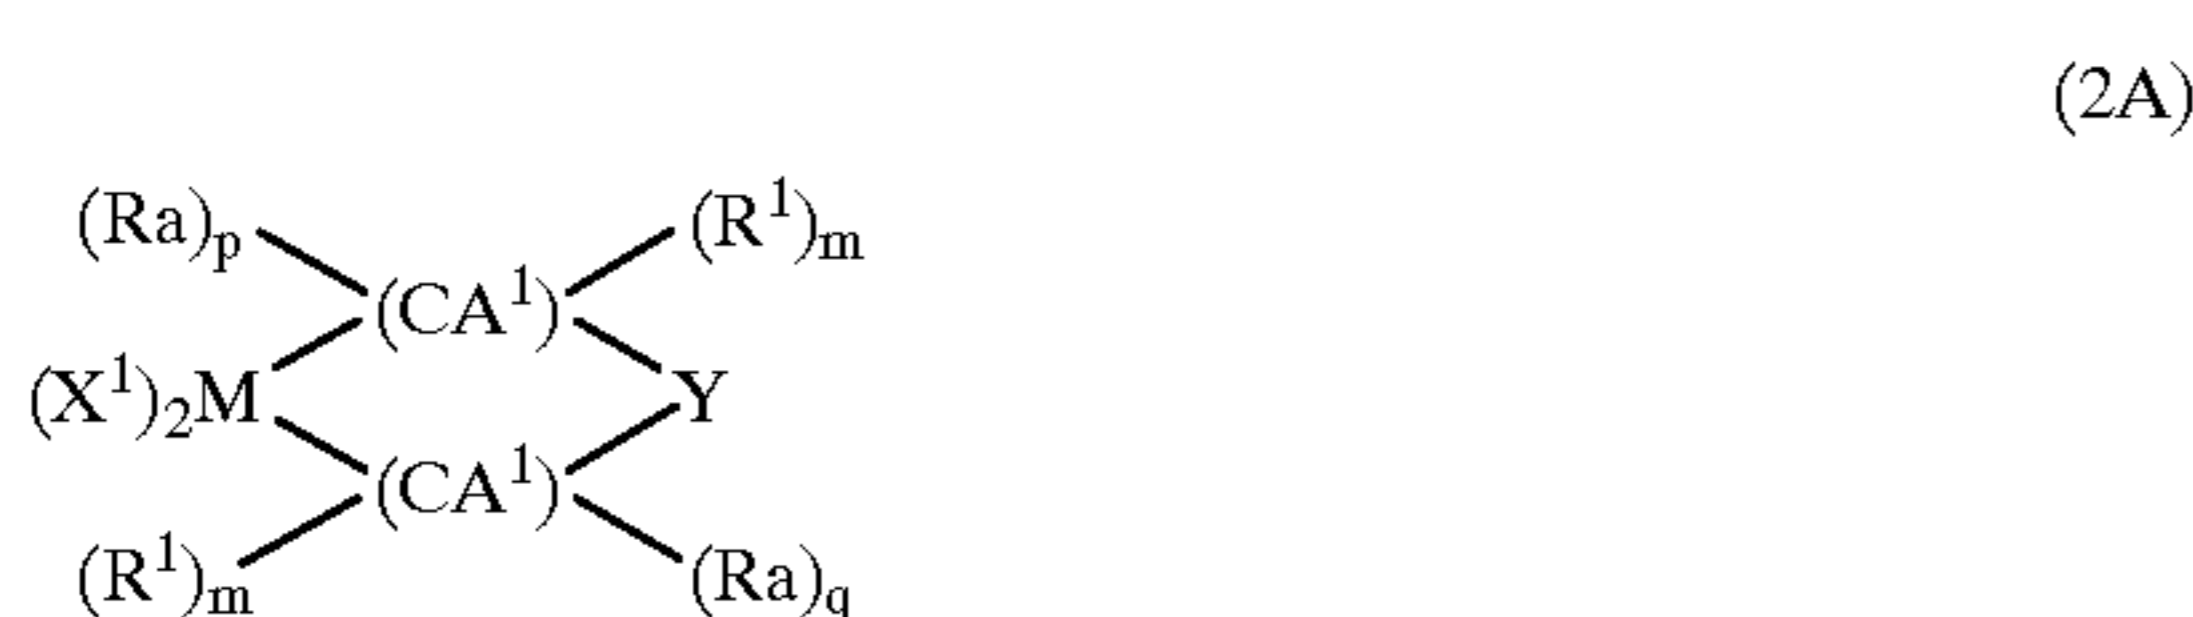 (2A)
(Ra)p (R¹)m
(CA¹)
(X¹)₂M Y
(CA¹)
(R¹)m (Ra)q